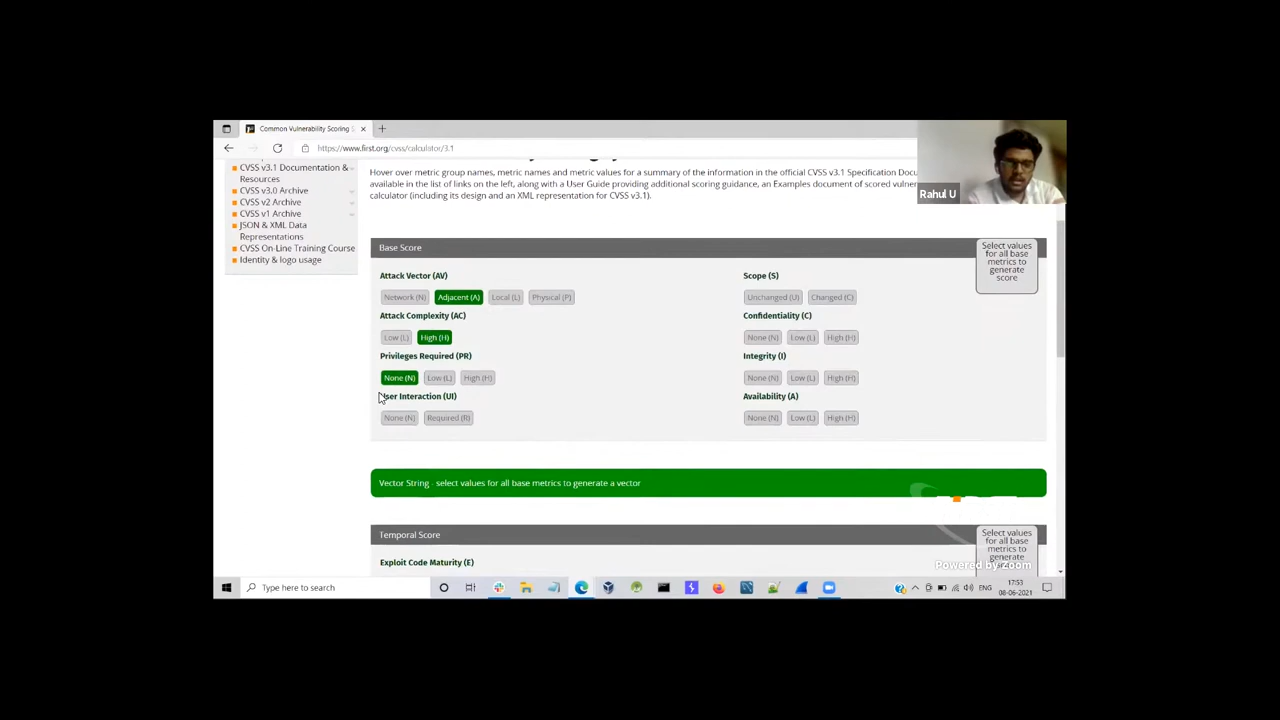 Common Vulnerability Scoring S
https://www.first.org/cvss/calculator/3.1
Rahul U
CVSS v3.1 Documentation &
Resources
CVSS v3.0 Archive
CVSS v2 Archive
CVSS v1 Archive
JSON & XML Data
Representations
CVSS On-Line Training Course
Identity & logo usage
Hover over metric group names, metric names and metric values for a summary of the information in the official CVSS v3.1 Specification Docu
available in the list of links on the left, along with a User Guide providing additional scoring guidance, an Examples document of scored vulner
calculator (including its design and an XML representation for CVSS v3.1).
Base Score
Select values
for all base
metrics to
generate
score
Attack Vector (AV)
Network (N) Adjacent (A) Local (L) Physical (P)
Attack Complexity (AC)
Low (L) High (H)
Privileges Required (PR)
None (N) Low (L) High (H)
User Interaction (UI)
None (N) Required (R)
Scope (S)
Unchanged (U) Changed (C)
Confidentiality (C)
None (N) Low (L) High (H)
Integrity (I)
None (N) Low (L) High (H)
Availability (A)
None (N) Low (L) High (H)
Vector String - select values for all base metrics to generate a vector
Temporal Score
Select values
for all base
metrics to
generate
Exploit Code Maturity (E)
Powered by Zoom
Type here to search
ENG
17:53
08-06-2021